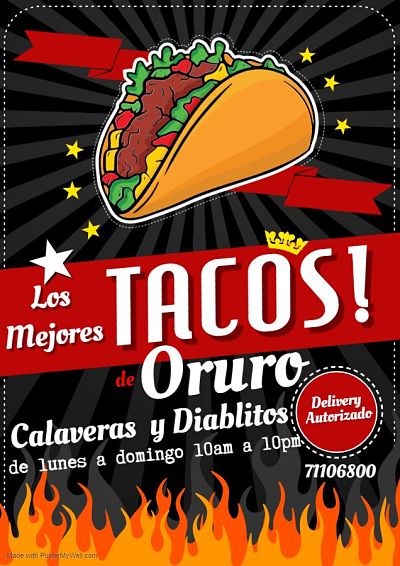 Los
Mejores
TACOS!
de Oruro
Calaveras y Diablitos
de lunes a domingo 10am a 10pm
Delivery
Autorizado
71106800
Made with PosterMyWall.com